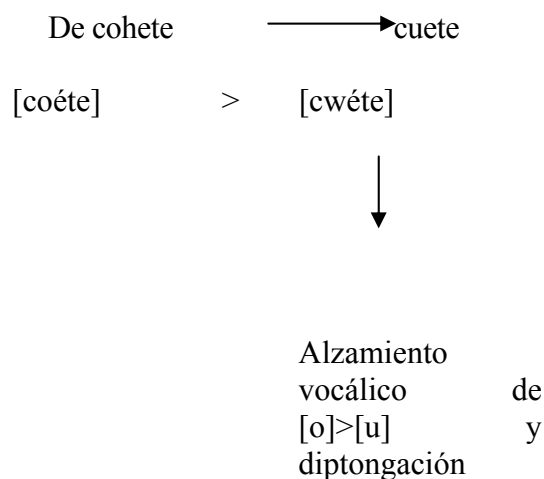 De cohete cuete
[coéte] > [cwéte]
Alzamiento
vocálico de
[o]>[u] y
diptongación